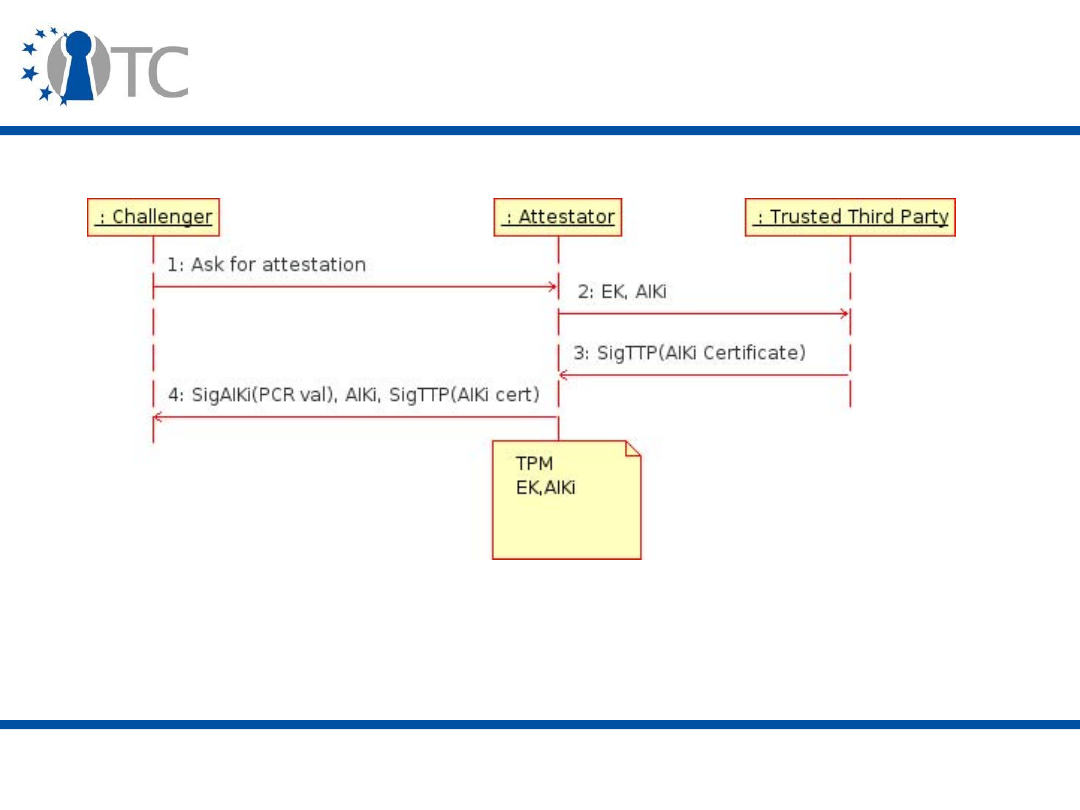 TC
: Challenger
: Attestator
: Trusted Third Party
1: Ask for attestation
2: EK, AIKi
3: SigTTP(AIKi Certificate)
4: SigAIKi(PCR val), AIKi, SigTTP(AIKi cert)
TPM
EK,AIKi